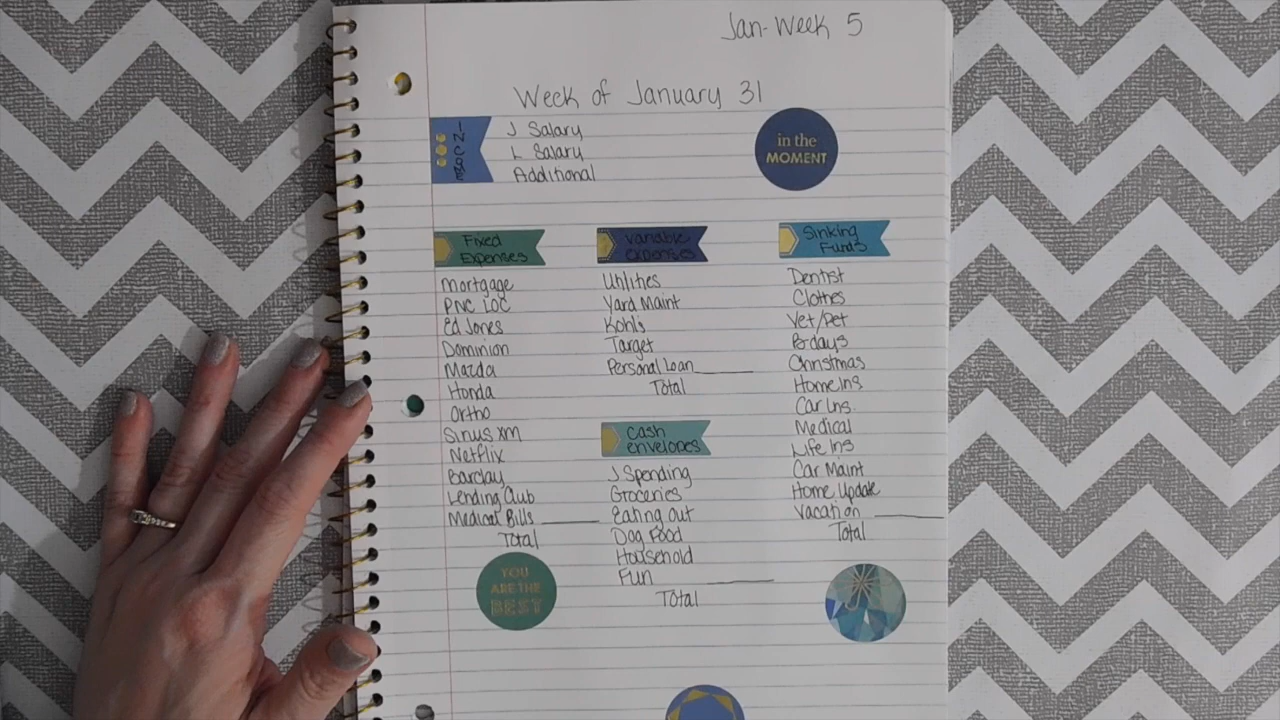 Jan-Week 5
Week of January 31
INCOME
J Salary
L Salary
Additional
in the
MOMENT
Fixed
Expenses
Mortgage
PNC LOC
Ed Jones
Dominion
Mazda
Honda
Ortho
Sirius XM
Netflix
Barclay
Lending Club
Medical Bills
Total
YOU
ARE THE
BEST
Variable
expenses
Utilities
Yard Maint
Kohl's
Target
Personal Loan
Total
Cash
envelopes
J Spending
Groceries
Eating Out
Dog Food
Household
Fun
Total
Sinking
Funds
Dentist
Clothes
Vet/Pet
B-days
Christmas
Home Ins
Car Ins.
Medical
Life Ins
Car Maint
Home Update
Vacation
Total